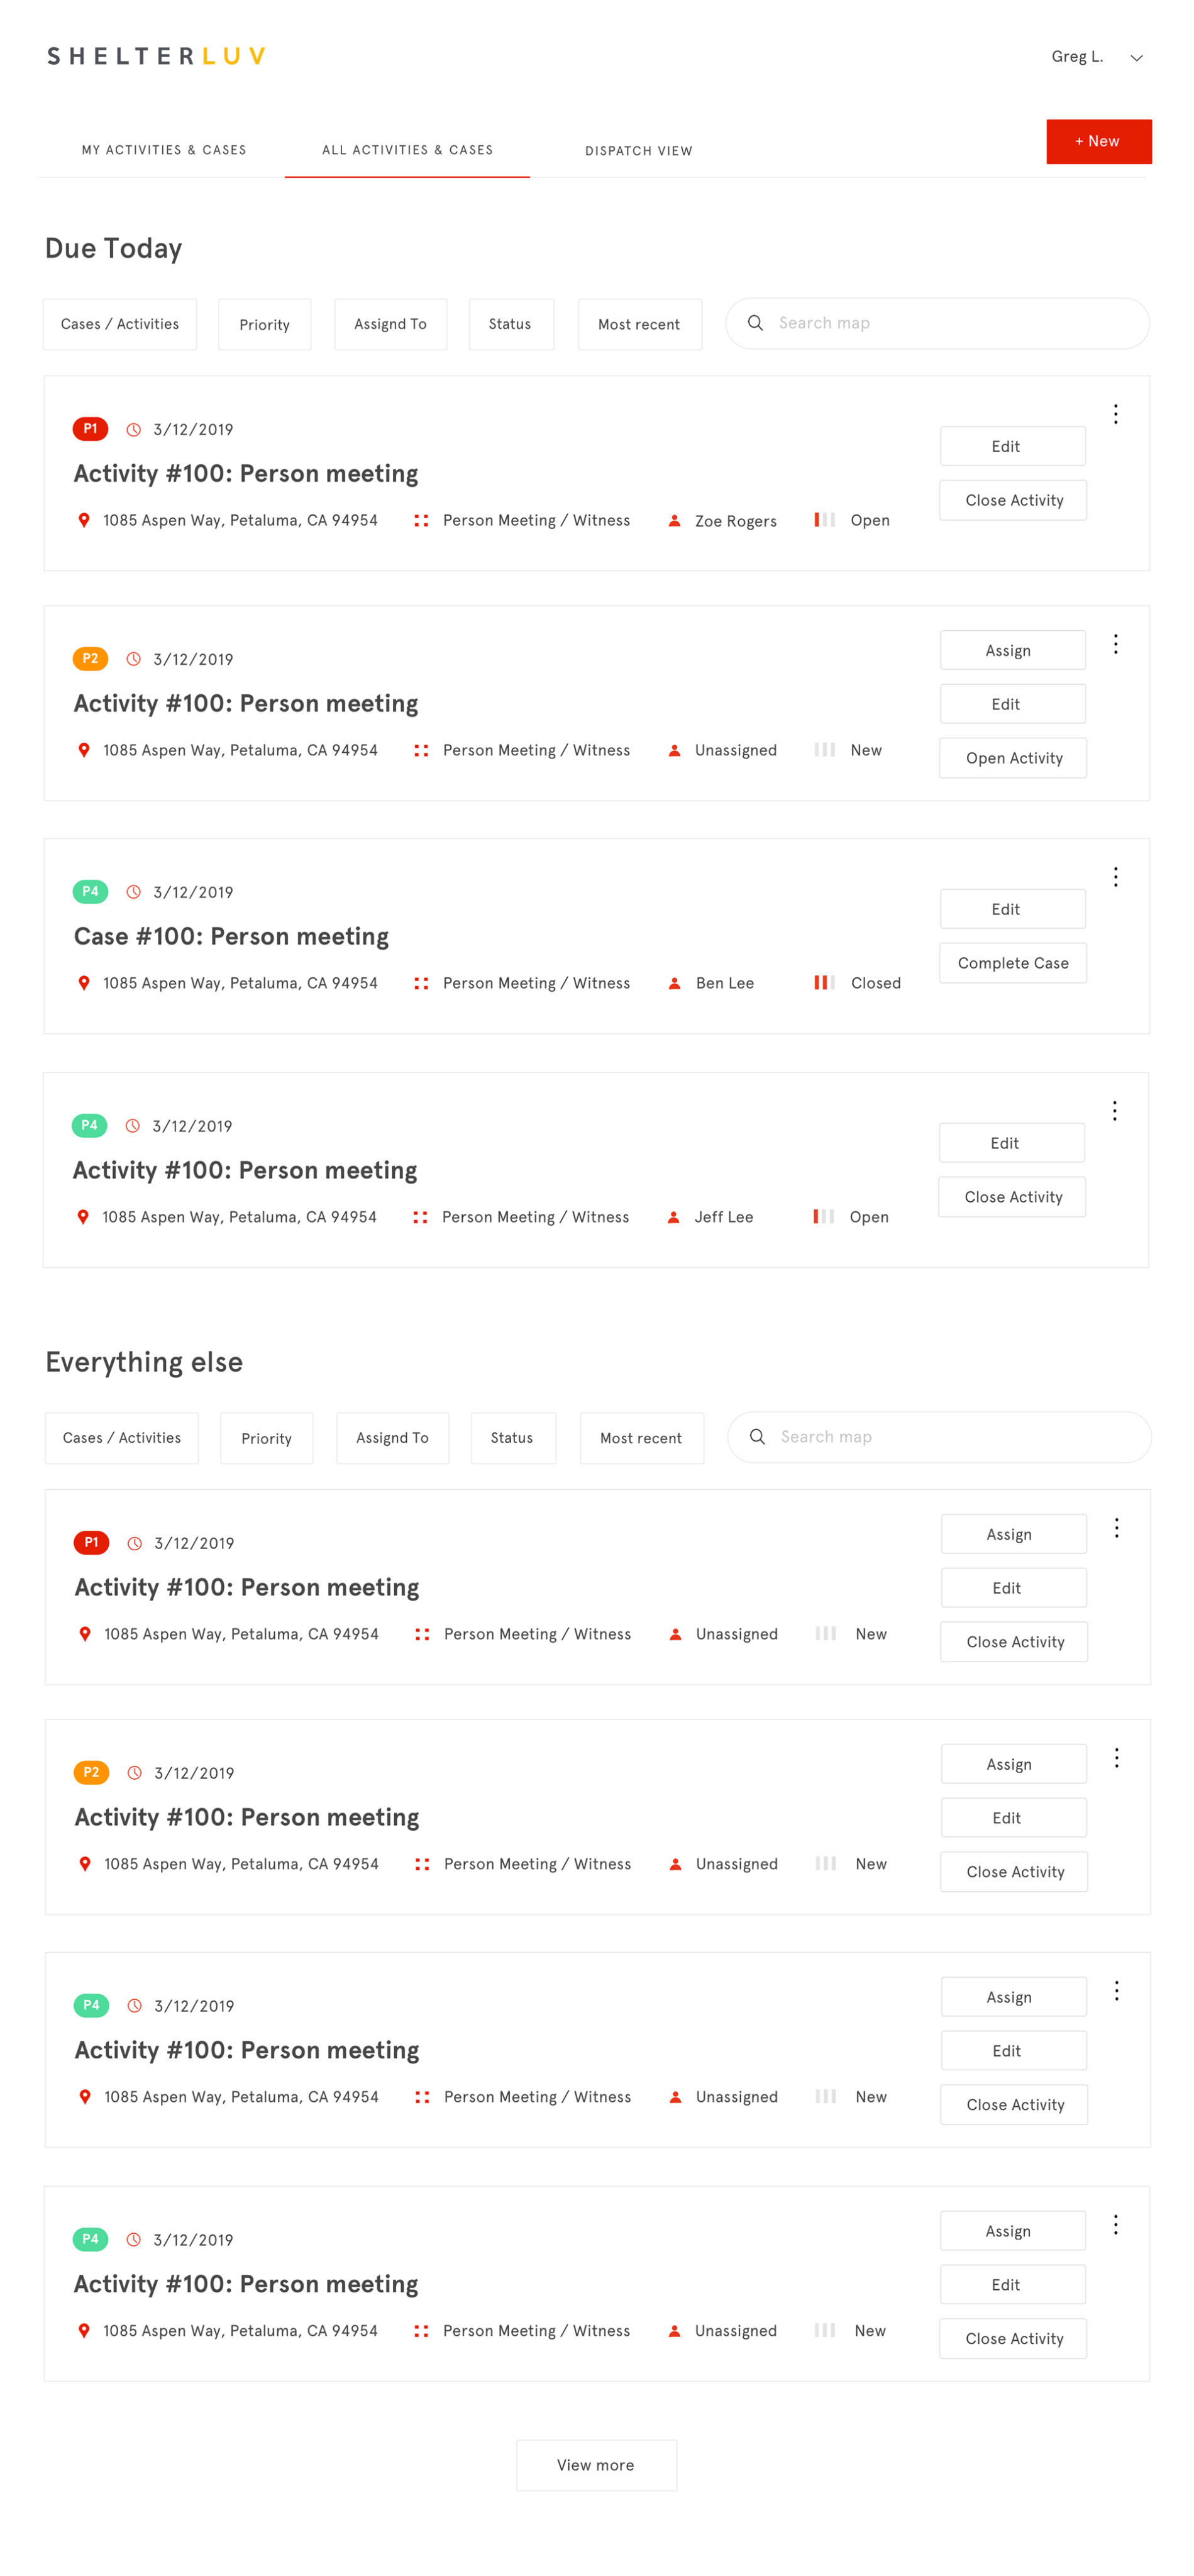 SHELTERLUV
Greg L.
MY ACTIVITIES & CASES ALL ACTIVITIES & CASES DISPATCH VIEW + New
Due Today
Cases / Activities Priority Assignd To Status Most recent Search map
P1 3/12/2019
Activity #100: Person meeting
1085 Aspen Way, Petaluma, CA 94954 Person Meeting / Witness Zoe Rogers Open
Edit
Close Activity
P2 3/12/2019
Activity #100: Person meeting
1085 Aspen Way, Petaluma, CA 94954 Person Meeting / Witness Unassigned New
Assign
Edit
Open Activity
P4 3/12/2019
Case #100: Person meeting
1085 Aspen Way, Petaluma, CA 94954 Person Meeting / Witness Ben Lee Closed
Edit
Complete Case
P4 3/12/2019
Activity #100: Person meeting
1085 Aspen Way, Petaluma, CA 94954 Person Meeting / Witness Jeff Lee Open
Edit
Close Activity
Everything else
Cases / Activities Priority Assignd To Status Most recent Search map
P1 3/12/2019
Activity #100: Person meeting
1085 Aspen Way, Petaluma, CA 94954 Person Meeting / Witness Unassigned New
Assign
Edit
Close Activity
P2 3/12/2019
Activity #100: Person meeting
1085 Aspen Way, Petaluma, CA 94954 Person Meeting / Witness Unassigned New
Assign
Edit
Close Activity
P4 3/12/2019
Activity #100: Person meeting
1085 Aspen Way, Petaluma, CA 94954 Person Meeting / Witness Unassigned New
Assign
Edit
Close Activity
P4 3/12/2019
Activity #100: Person meeting
1085 Aspen Way, Petaluma, CA 94954 Person Meeting / Witness Unassigned New
Assign
Edit
Close Activity
View more